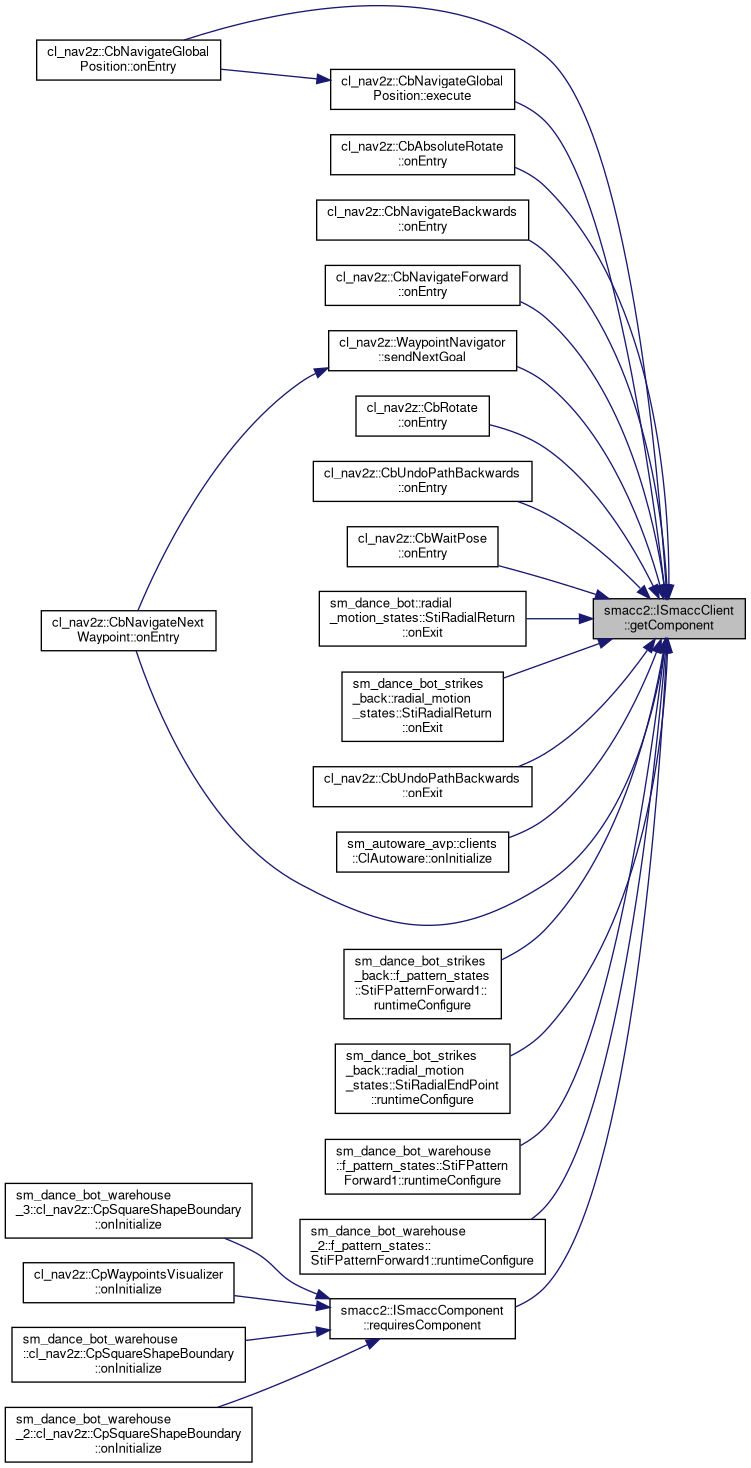 cl_nav2z::CbNavigateGlobal
Position::onEntry
cl_nav2z::CbNavigateGlobal
Position::execute
cl_nav2z::CbAbsoluteRotate
::onEntry
cl_nav2z::CbNavigateBackwards
::onEntry
cl_nav2z::CbNavigateForward
::onEntry
cl_nav2z::WaypointNavigator
::sendNextGoal
cl_nav2z::CbRotate
::onEntry
cl_nav2z::CbUndoPathBackwards
::onEntry
cl_nav2z::CbWaitPose
::onEntry
sm_dance_bot::radial
_motion_states::StiRadialReturn
::onExit
smacc2::ISmaccClient
::getComponent
cl_nav2z::CbNavigateNext
Waypoint::onEntry
sm_dance_bot_strikes
_back::radial_motion
_states::StiRadialReturn
::onExit
cl_nav2z::CbUndoPathBackwards
::onExit
sm_autoware_avp::clients
::ClAutoware::onInitialize
sm_dance_bot_strikes
_back::f_pattern_states
::StiFPatternForward1::
runtimeConfigure
sm_dance_bot_strikes
_back::radial_motion
_states::StiRadialEndPoint
::runtimeConfigure
sm_dance_bot_warehouse
::f_pattern_states::StiFPattern
Forward1::runtimeConfigure
sm_dance_bot_warehouse
_3::cl_nav2z::CpSquareShapeBoundary
::onInitialize
sm_dance_bot_warehouse
_2::f_pattern_states::
StiFPatternForward1::runtimeConfigure
cl_nav2z::CpWaypointsVisualizer
::onInitialize
smacc2::ISmaccComponent
::requiresComponent
sm_dance_bot_warehouse
::cl_nav2z::CpSquareShapeBoundary
::onInitialize
sm_dance_bot_warehouse
_2::cl_nav2z::CpSquareShapeBoundary
::onInitialize